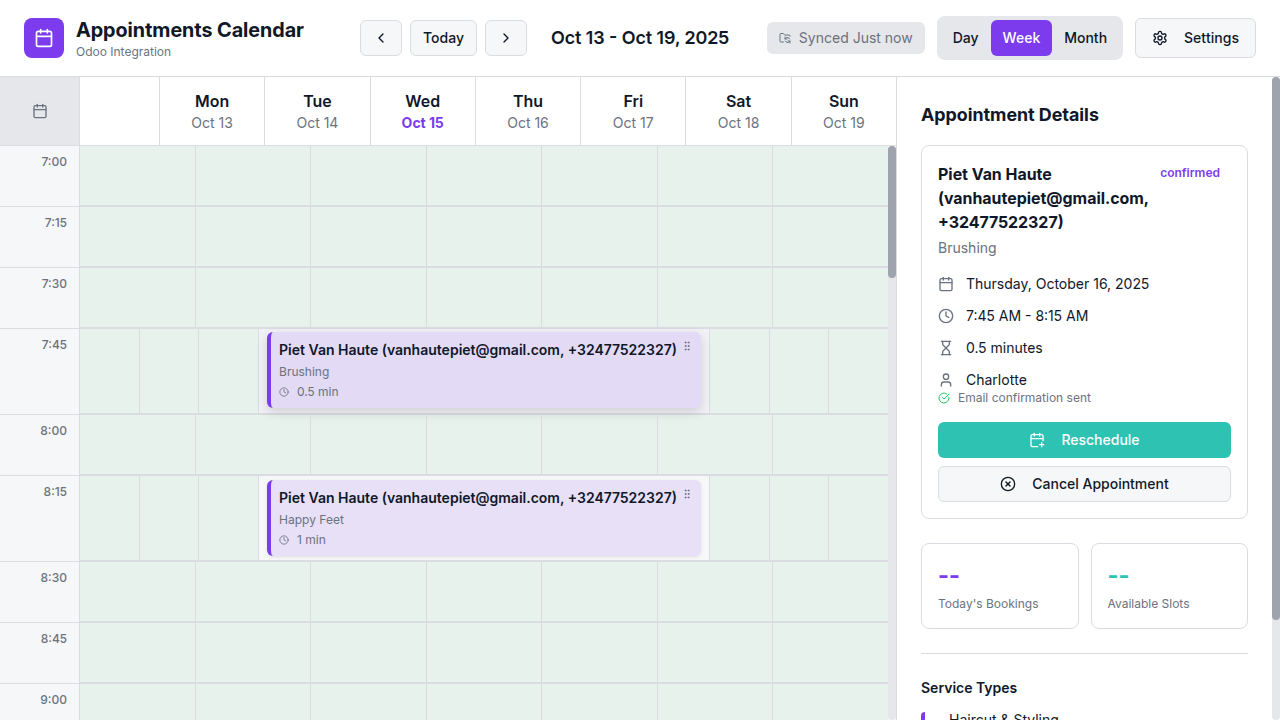 Appointments Calendar
Odoo Integration
Today
Oct 13 - Oct 19, 2025
Synced Just now
Day
Week
Month
Settings
Mon
Oct 13
Tue
Oct 14
Wed
Oct 15
Thu
Oct 16
Fri
Oct 17
Sat
Oct 18
Sun
Oct 19
7:00
7:15
7:30
7:45
Piet Van Haute (vanhautepiet@gmail.com, +32477522327)
Brushing
0.5 min
8:00
8:15
Piet Van Haute (vanhautepiet@gmail.com, +32477522327)
Happy Feet
1 min
8:30
8:45
9:00
Appointment Details
Piet Van Haute
(vanhautepiet@gmail.com,
+32477522327)
confirmed
Brushing
Thursday, October 16, 2025
7:45 AM - 8:15 AM
0.5 minutes
Charlotte
Email confirmation sent
Reschedule
Cancel Appointment
--
Today's Bookings
--
Available Slots
Service Types
Haircut & Styling